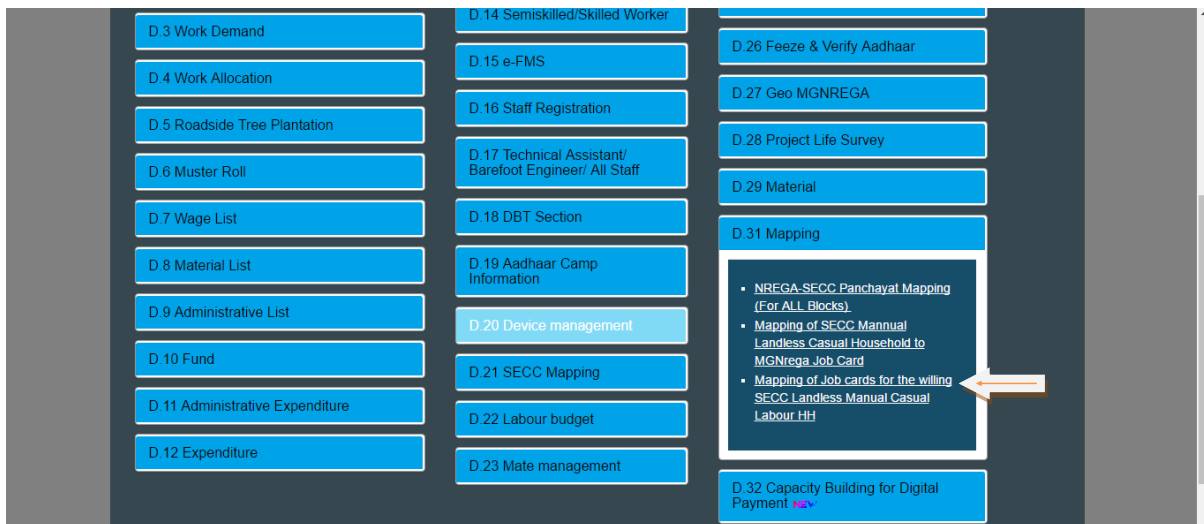 D.3 Work Demand
D.4 Work Allocation
D.5 Roadside Tree Plantation
D.6 Muster Roll
D.7 Wage List
D.8 Material List
D.9 Administrative List
D.10 Fund
D.11 Administrative Expenditure
D.12 Expenditure
D.14 Semiskilled/Skilled Worker
D.15 e-FMS
D.16 Staff Registration
D.17 Technical Assistant/
Barefoot Engineer/ All Staff
D.18 DBT Section
D.19 Aadhaar Camp
Information
D.20 Device management
D.21 SECC Mapping
D.22 Labour budget
D.23 Mate management
D.26 Feeze & Verify Aadhaar
D.27 Geo MGNREGA
D.28 Project Life Survey
D.29 Material
D.31 Mapping
NREGA-SECC Panchayat Mapping
(For ALL Blocks)
Mapping of SECC Mannual
Landless Casual Household to
MGNrega Job Card
Mapping of Job cards for the willing
SECC Landless Manual Casual
Labour HH
D.32 Capacity Building for Digital
Payment NEW